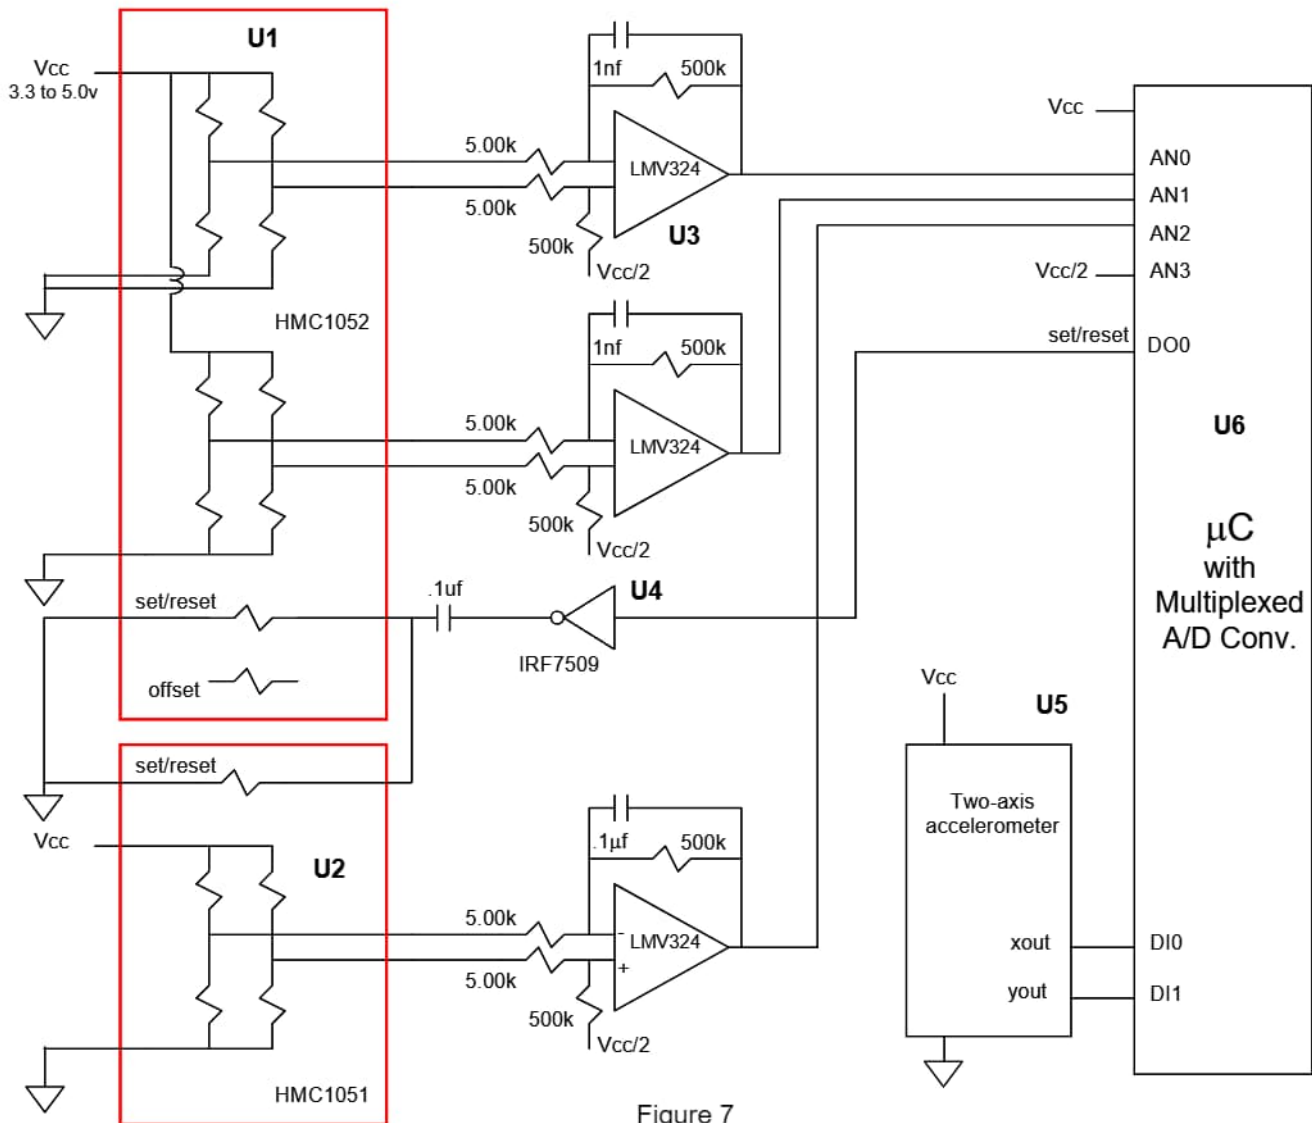 U1
Vcc
3.3 to 5.0v
1nf
500k
5.00k
LMV324
5.00k
U3
500k
Vcc/2
HMC1052
1nf
500k
5.00k
LMV324
5.00k
500k
Vcc/2
set/reset
.1uf
U4
IRF7509
offset
set/reset
Vcc
U2
.1µf
500k
5.00k
-
LMV324
+
5.00k
500k
Vcc/2
HMC1051
Vcc
AN0
AN1
AN2
Vcc/2
AN3
set/reset
DO0
U6
µC
with
Multiplexed
A/D Conv.
Vcc
U5
Two-axis
accelerometer
xout
DI0
yout
DI1
Figure 7